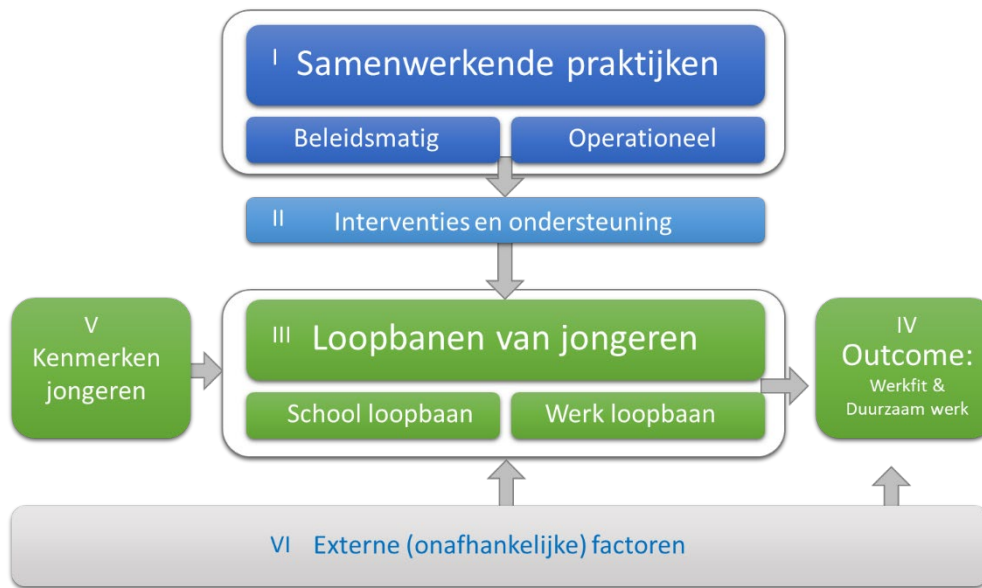 I Samenwerkende praktijken
Beleidsmatig
Operationeel
II Interventies en ondersteuning
V
Kenmerken
jongeren
III Loopbanen van jongeren
School loopbaan
Werk loopbaan
IV
Outcome:
Werkfit &
Duurzaam werk
VI Externe (onafhankelijke) factoren